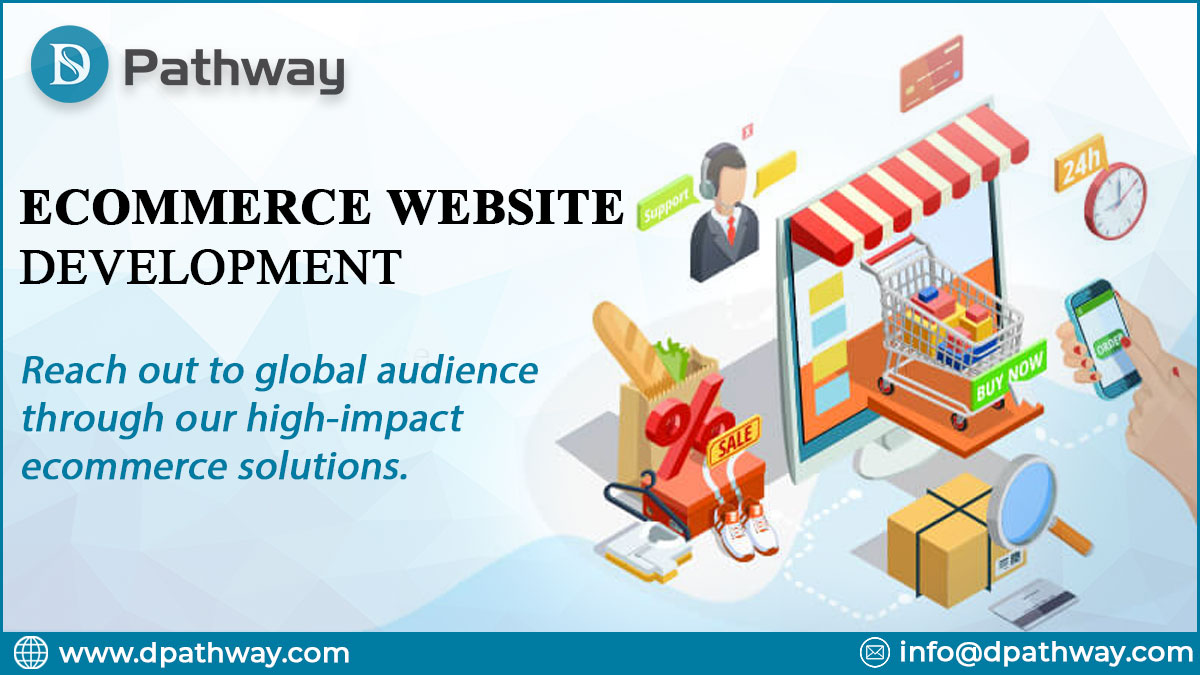 DS Pathway
ECOMMERCE WEBSITE
DEVELOPMENT
Reach out to global audience
through our high-impact
ecommerce solutions.
Support
X
24h
ORDER
BUY NOW
%
SALE
www.dpathway.com
info@dpathway.com